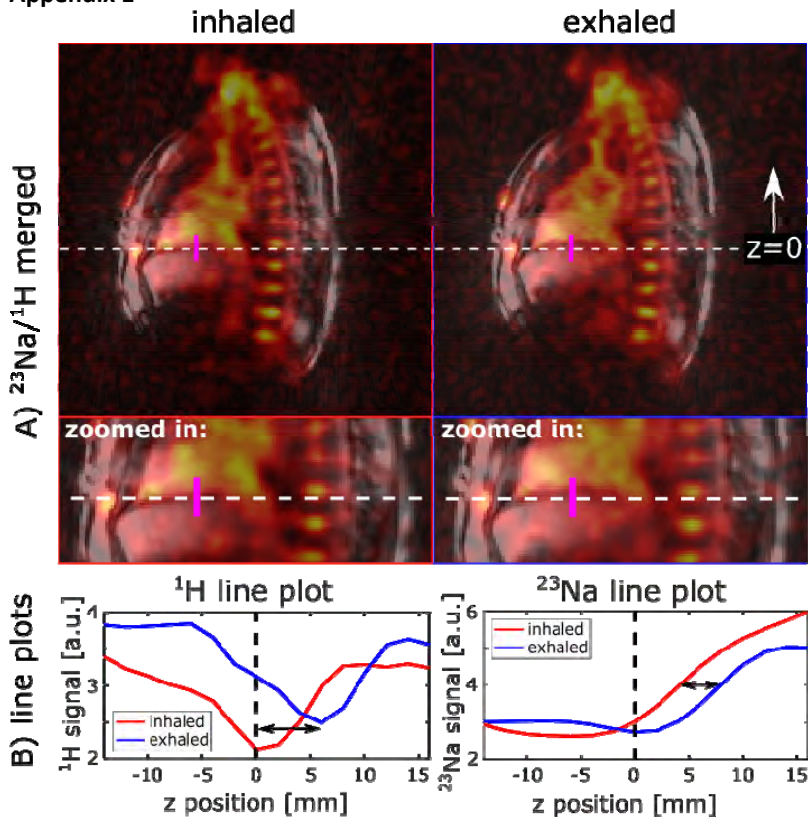 inhaled exhaled
A) ²³Na/¹H merged
z=0
zoomed in: zoomed in:
B) line plots
¹H line plot ²³Na line plot
¹H signal [a.u.]
4
3
2
inhaled
exhaled
-10 -5 0 5 10 15
z position [mm]
²³Na signal [a.u.]
6
4
2
inhaled
exhaled
-10 -5 0 5 10 15
z position [mm]